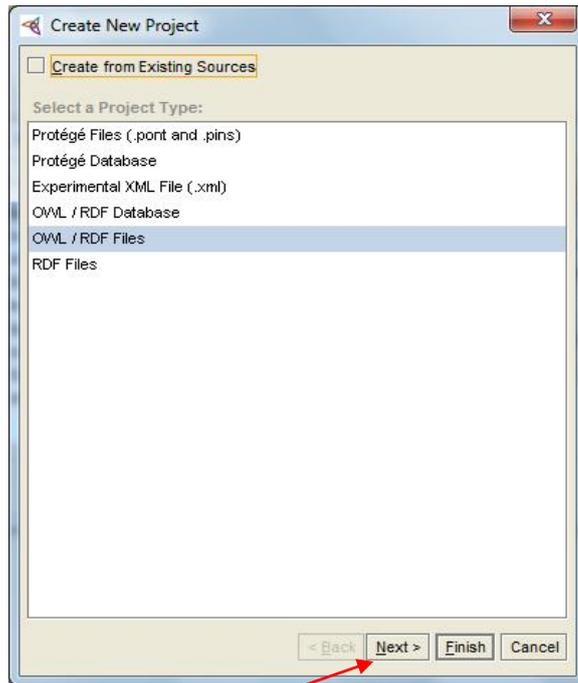 Create New Project
Create from Existing Sources
Select a Project Type:
Protégé Files (.pont and .pins)
Protégé Database
Experimental XML File (.xml)
OWL / RDF Database
OWL / RDF Files
RDF Files
< Back Next > Finish Cancel